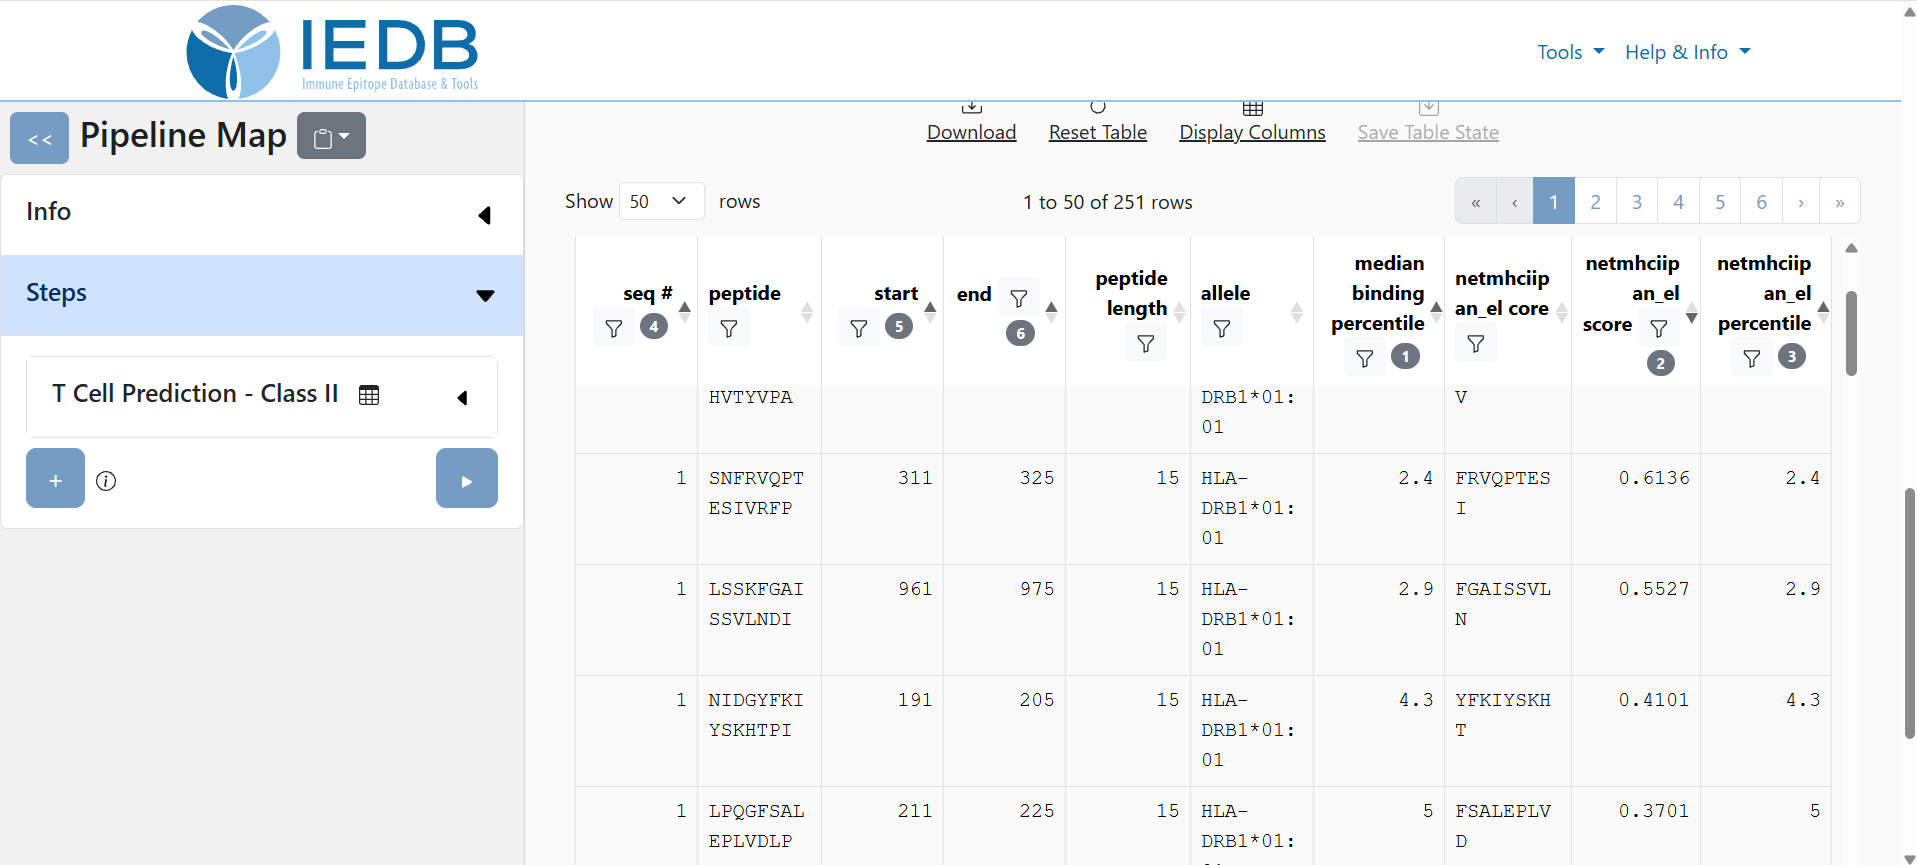 IEDB
Immune Epitope Database & Tools
Tools
Help & Info
<<
Pipeline Map
Info
Steps
T Cell Prediction - Class II
+
Download
Reset Table
Display Columns
Save Table State
Show 50 rows
1 to 50 of 251 rows
« ‹ 1 2 3 4 5 6 › »
seq # 4
peptide
start 5
end 6
peptide
length
allele
median
binding
percentile 1
netmhciip
an_el core
netmhciip
an_el
score 2
netmhciip
an_el
percentile 3
HVTYVPA DRB1*01: V
01
1 SNFRVQPT 311 325 15 HLA- 2.4 FRVQPTES 0.6136 2.4
ESIVRFP DRB1*01: I
01
1 LSSKFGAI 961 975 15 HLA- 2.9 FGAISSVL 0.5527 2.9
SSVLNDI DRB1*01: N
01
1 NIDGYFKI 191 205 15 HLA- 4.3 YFKIYSKH 0.4101 4.3
YSKHTPI DRB1*01: T
01
1 LPQGFSAL 211 225 15 HLA- 5 FSALEPLV 0.3701 5
EPLVDLP DRB1*01: D